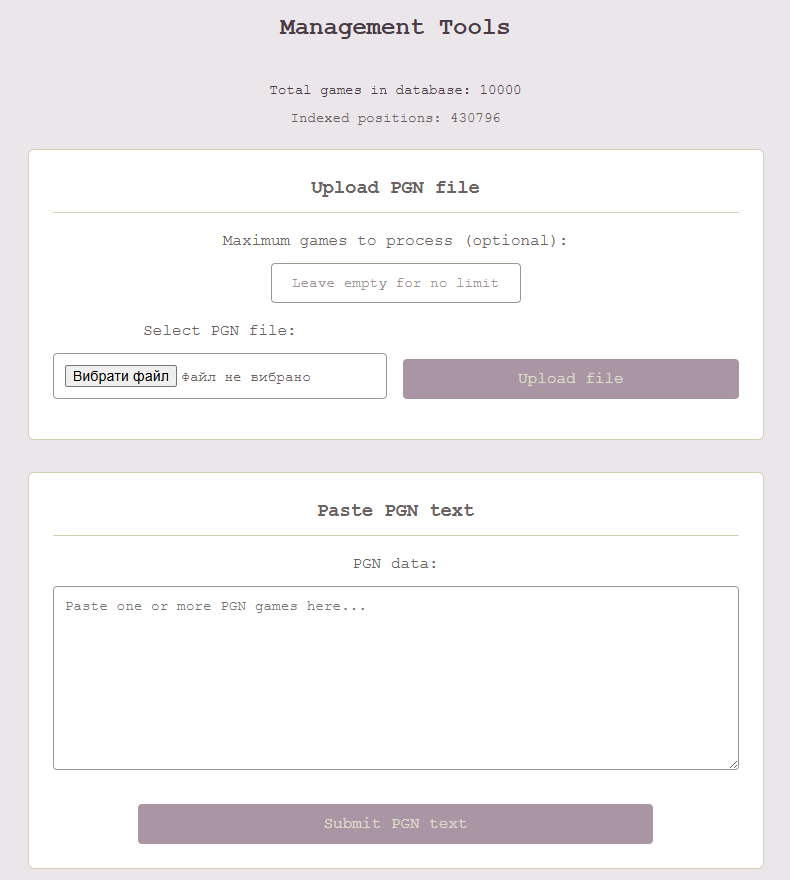 Management Tools
Total games in database: 10000
Indexed positions: 430796
Upload PGN file
Maximum games to process (optional):
Leave empty for no limit
Select PGN file:
Вибрати файл Файл не вибрано
Upload file
Paste PGN text
PGN data:
Paste one or more PGN games here...
Submit PGN text